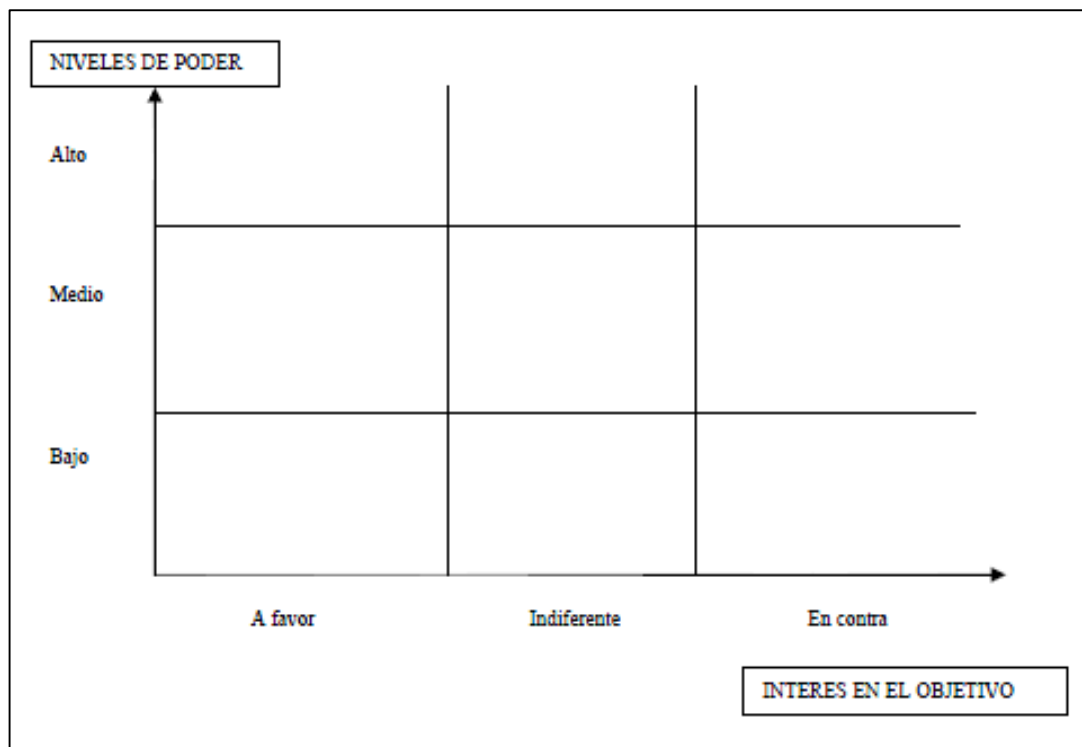 NIVELES DE PODER
Alto
Medio
Bajo
A favor
Indiferente
En contra
INTERES EN EL OBJETIVO